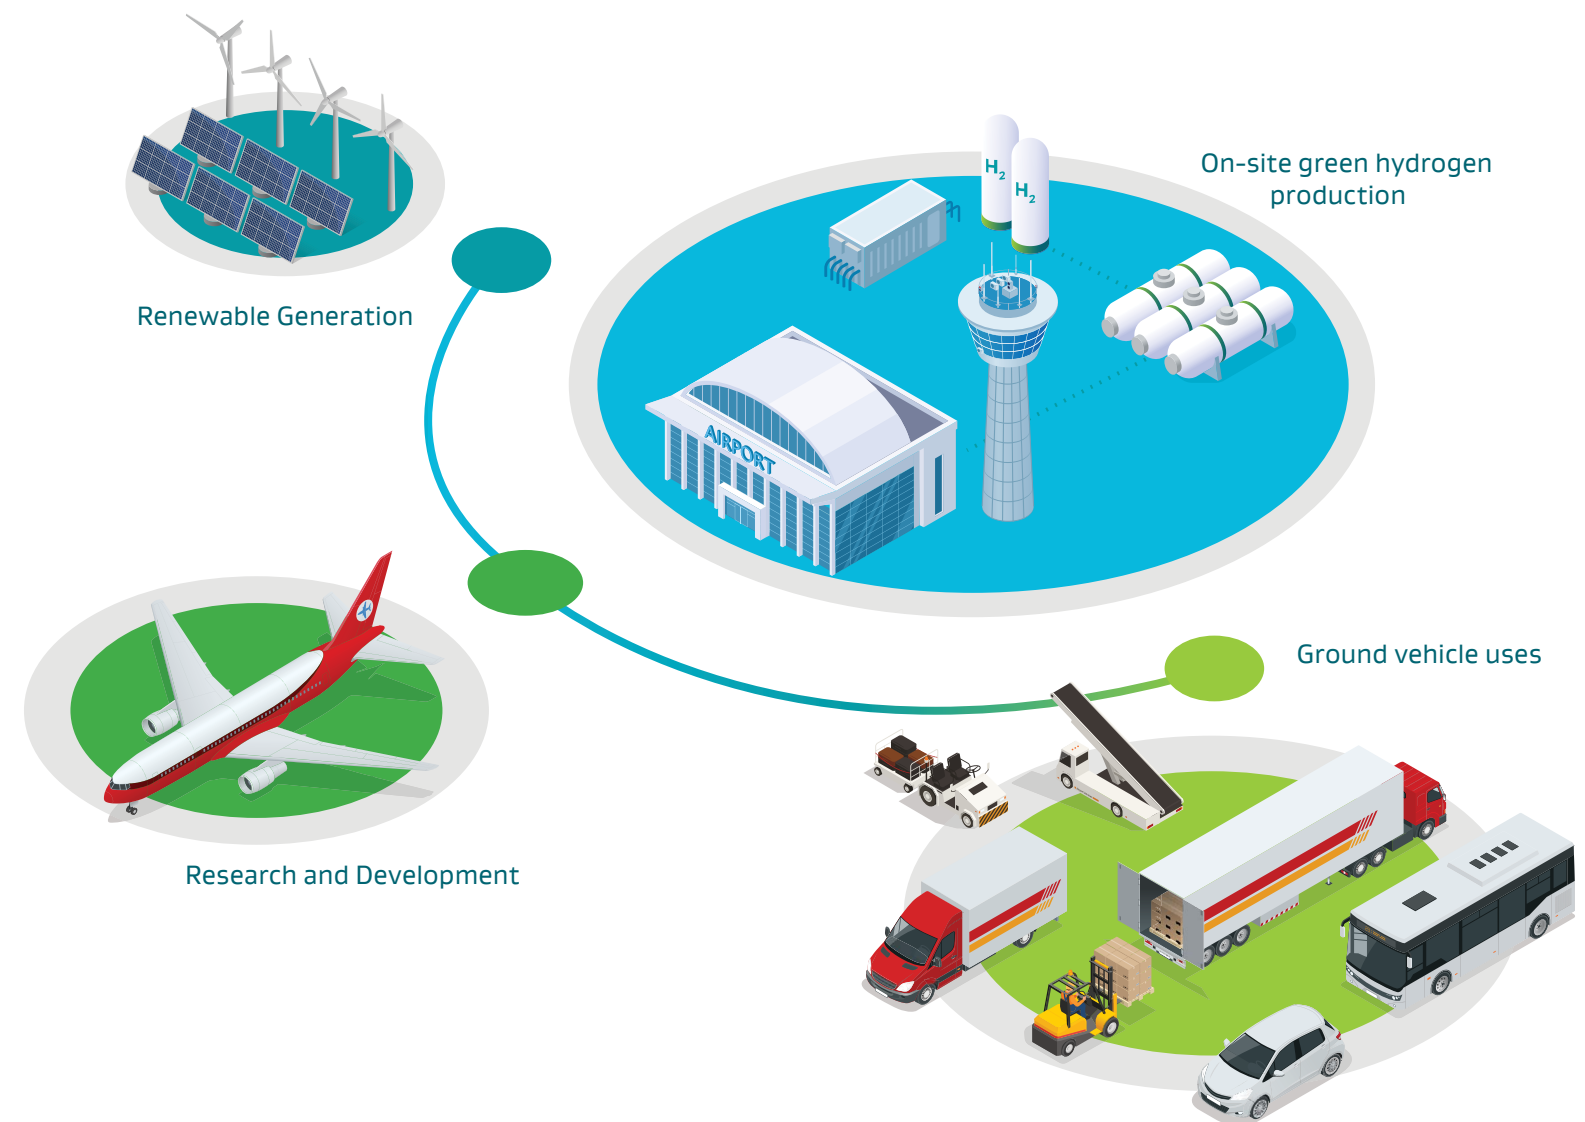 H2
H2
On-site green hydrogen
production
Renewable Generation
AIRPORT
Ground vehicle uses
Research and Development